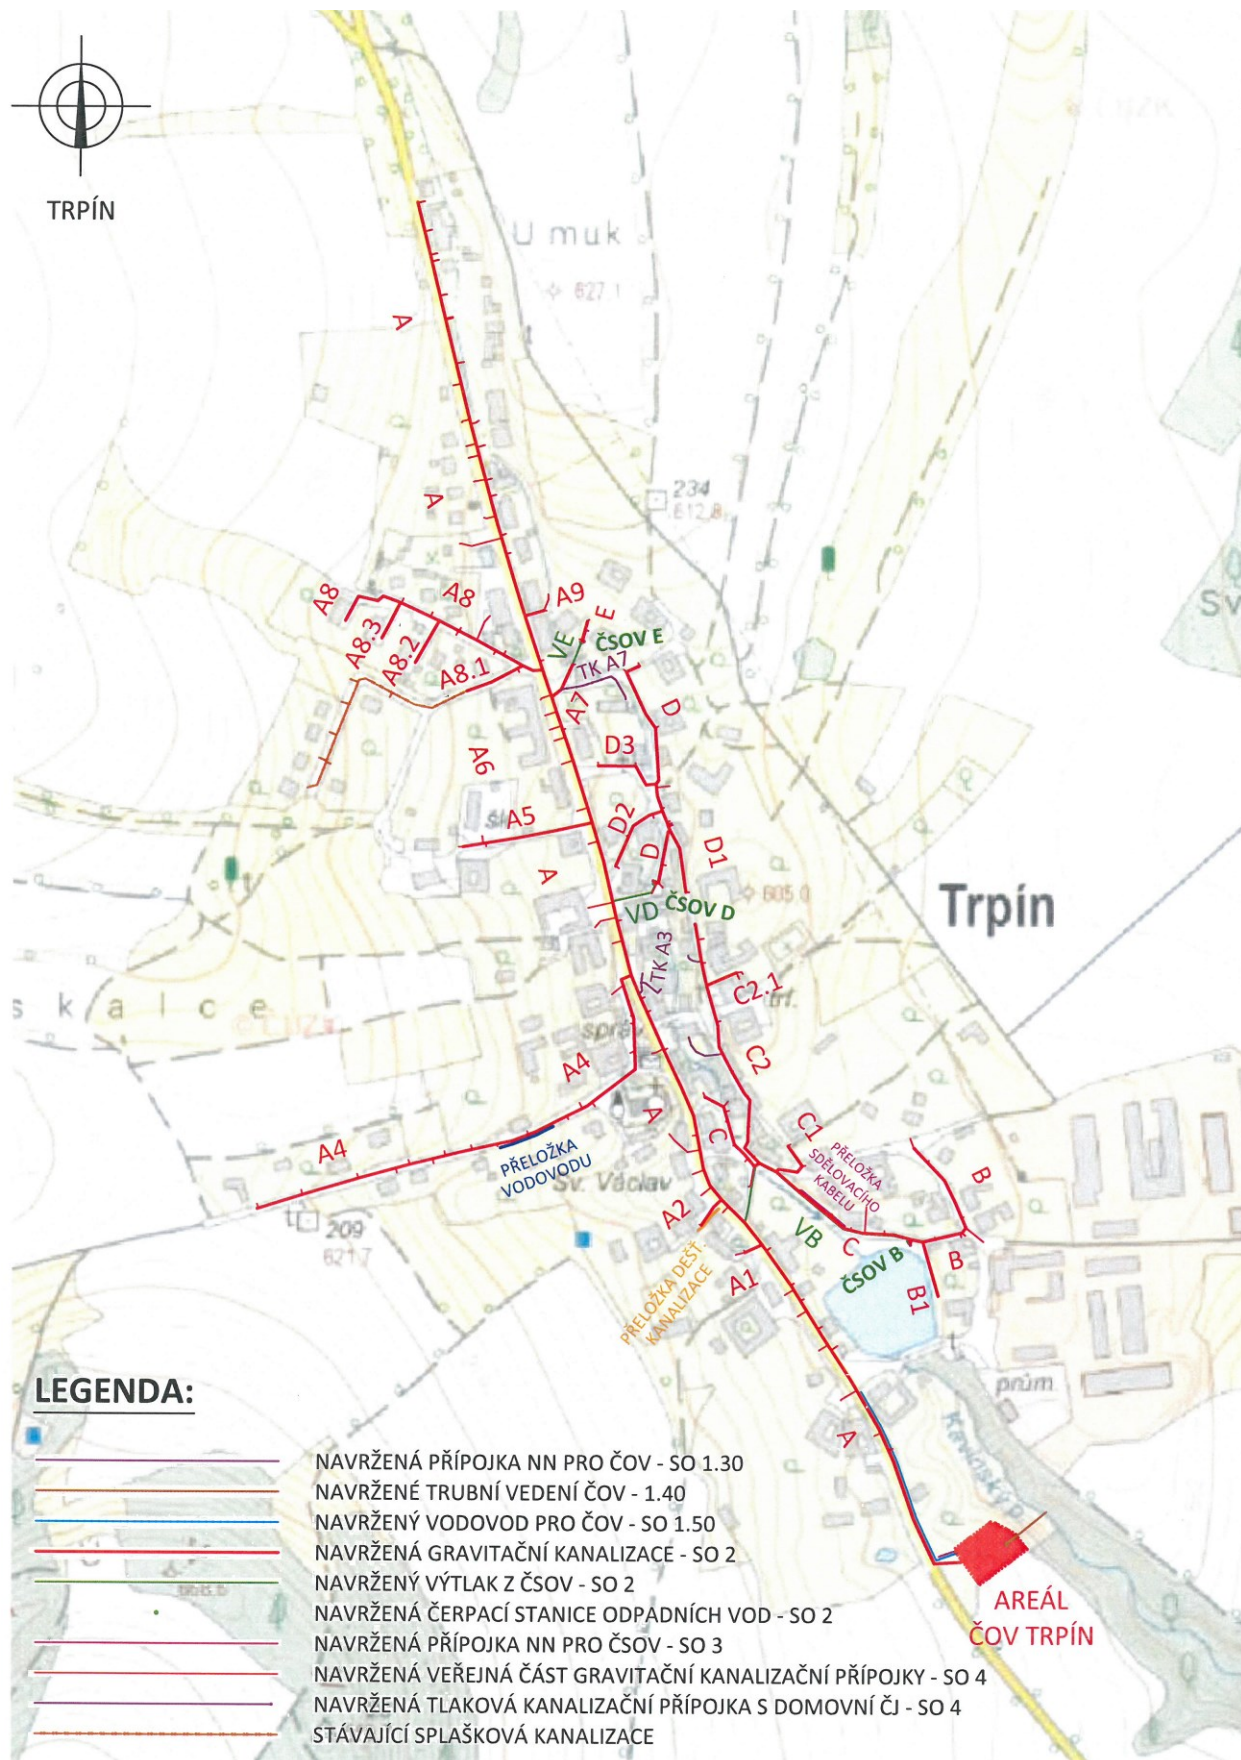 TRPÍN
U muk
627.1
A
234
612,8
A
A8
A8
A9
A8.3
A8.2
A8.1
VE
E
ČSOV E
TK A7
A7
D
D3
A6
A5
D2
D
D1
A
VD
ČSOV D
605.0
Trpín
TK A3
C2.1
skalce
správ
A4
C2
A
C
C1
PŘELOŽKA
SDĚLOVACÍHO
KABELU
B
A4
PŘELOŽKA
VODOVODU
Sv. Václav
209
621,7
A2
VB
C
ČSOV B
B
B1
A1
PŘELOŽKA DEŠŤ.
KANALIZACE
prům.
A
AREÁL
ČOV TRPÍN
LEGENDA:
NAVRŽENÁ PŘÍPOJKA NN PRO ČOV - SO 1.30
NAVRŽENÉ TRUBNÍ VEDENÍ ČOV - 1.40
NAVRŽENÝ VODOVOD PRO ČOV - SO 1.50
NAVRŽENÁ GRAVITAČNÍ KANALIZACE - SO 2
NAVRŽENÝ VÝTLAK Z ČSOV - SO 2
NAVRŽENÁ ČERPACÍ STANICE ODPADNÍCH VOD - SO 2
NAVRŽENÁ PŘÍPOJKA NN PRO ČSOV - SO 3
NAVRŽENÁ VEŘEJNÁ ČÁST GRAVITAČNÍ KANALIZAČNÍ PŘÍPOJKY - SO 4
NAVRŽENÁ TLAKOVÁ KANALIZAČNÍ PŘÍPOJKA S DOMOVNÍ ČJ - SO 4
STÁVAJÍCÍ SPLAŠKOVÁ KANALIZACE